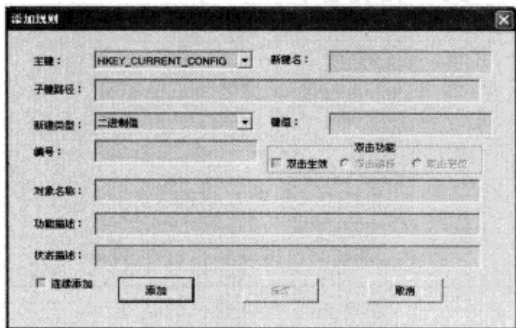 添加规则
主键： HKEY_CURRENT_CONFIG 新键名：
子键路径：
新建类型： 二进制值 键值：
编号： 双击功能
双击生效
对象名称：
功能描述：
状态描述：
连续添加 添加 取消